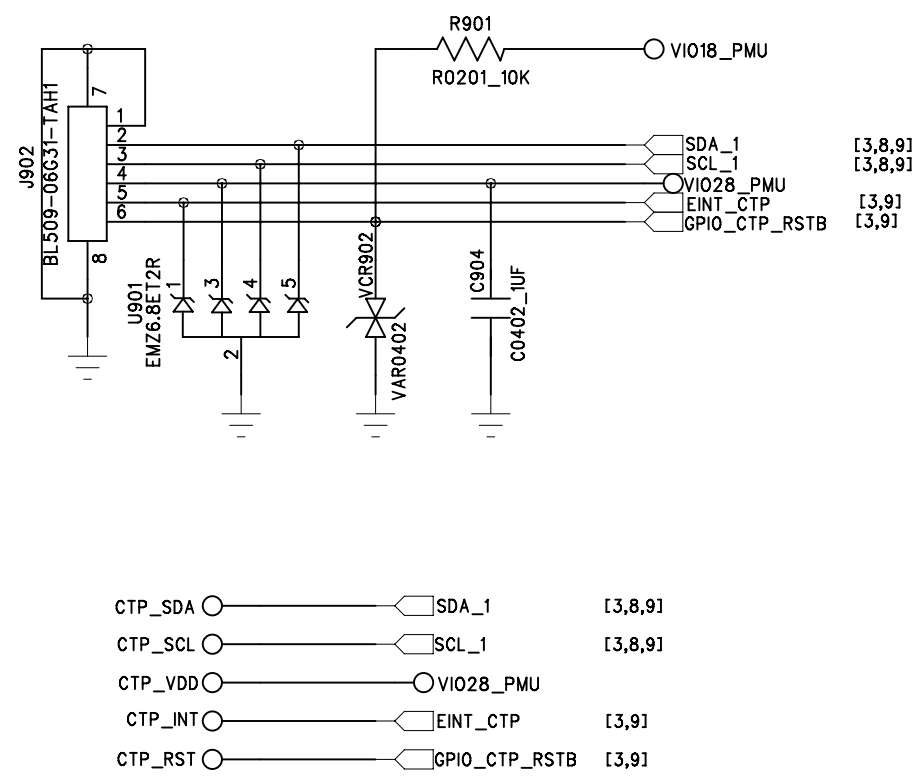 R901
VIO18_PMU
R0201_10K
J902
BL509-06G31-TAH1
7
1
2
3
4
5
6
8
SDA_1 [3,8,9]
SCL_1 [3,8,9]
VIO28_PMU
EINT_CTP [3,9]
GPIO_CTP_RSTB [3,9]
U901
EMZ6.8ET2R
1
3
4
5
2
VCR902
VAR0402
C904
C0402_1UF
CTP_SDA SDA_1 [3,8,9]
CTP_SCL SCL_1 [3,8,9]
CTP_VDD VIO28_PMU
CTP_INT EINT_CTP [3,9]
CTP_RST GPIO_CTP_RSTB [3,9]